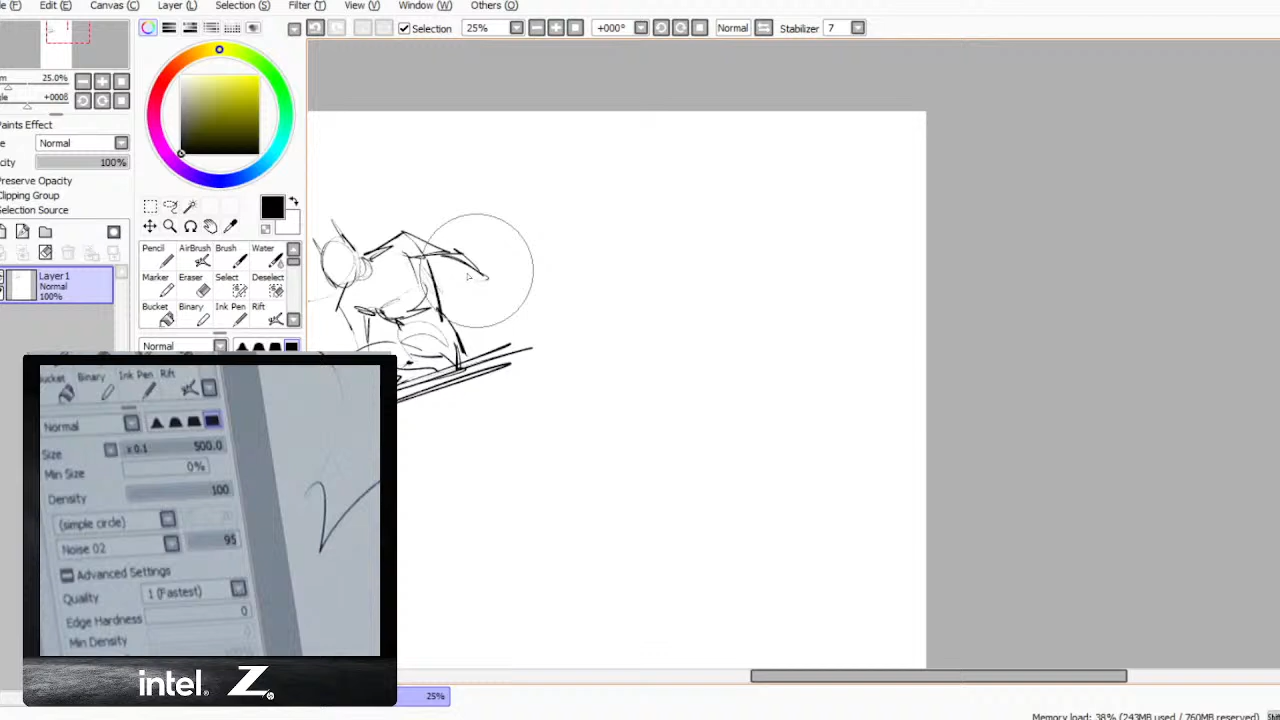 Edit (E) Canvas (C) Layer (L) Selection (S) Filter (T) View (V) Window (W) Others (O)
Selection 25% +000° Normal Stabilizer 7
25.0%
+0008
Paints Effect
Normal
100%
Preserve Opacity
Clipping Group
Selection Source
Layer1
Normal
100%
Pencil AirBrush Brush Water
Marker Eraser Select Deselect
Bucket Binary Ink Pen Rift
Normal
Binary Ink Pen Rift
Normal
Size x 0.1 500.0
Min Size 0%
Density 100
(simple circle)
Noise 02 95
Advanced Settings
Quality 1 (Fastest)
Edge Hardness 0
Min Density
intel. Z
25%
Memory load: 38% (243MB used / 760MB reserved)